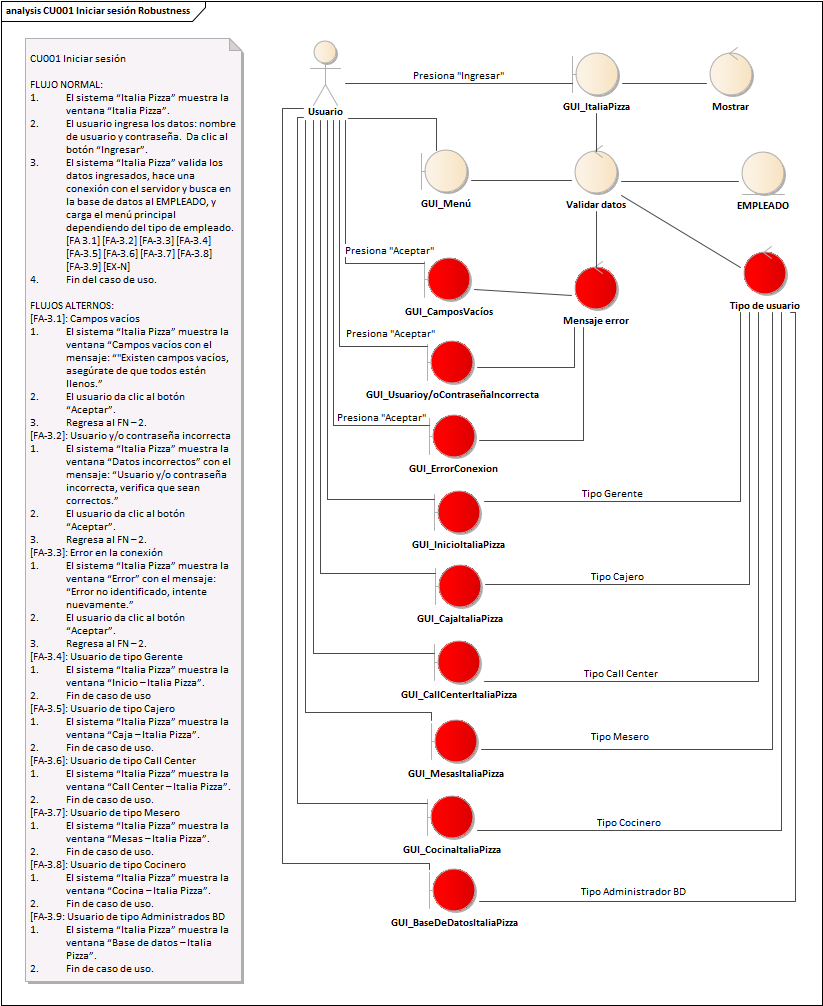 analysis CU001 Iniciar sesión Robustness
CU001 Iniciar sesión
FLUJO NORMAL:
1. El sistema “Italia Pizza” muestra la
ventana “Italia Pizza”.
2. El usuario ingresa los datos: nombre
de usuario y contraseña. Da clic al
botón “Ingresar”.
3. El sistema “Italia Pizza” valida los
datos ingresados, hace una
conexión con el servidor y busca en
la base de datos al EMPLEADO, y
carga el menú principal
dependiendo del tipo de empleado.
[FA 3.1] [FA-3.2] [FA-3.3] [FA-3.4]
[FA-3.5] [FA-3.6] [FA-3.7] [FA-3.8]
[FA-3.9] [EX-N]
4. Fin del caso de uso.
FLUJOS ALTERNOS:
[FA-3.1]: Campos vacíos
1. El sistema “Italia Pizza” muestra la
ventana “Campos vacíos con el
mensaje: “"Existen campos vacíos,
asegúrate de que todos estén
llenos.”
2. El usuario da clic al botón
“Aceptar”.
3. Regresa al FN – 2.
[FA-3.2]: Usuario y/o contraseña incorrecta
1. El sistema “Italia Pizza” muestra la
ventana “Datos incorrectos” con el
mensaje: “Usuario y/o contraseña
incorrecta, verifica que sean
correctos.”
2. El usuario da clic al botón
“Aceptar”.
3. Regresa al FN – 2.
[FA-3.3]: Error en la conexión
1. El sistema “Italia Pizza” muestra la
ventana “Error” con el mensaje:
“Error no identificado, intente
nuevamente.”
2. El usuario da clic al botón
“Aceptar”.
3. Regresa al FN – 2.
[FA-3.4]: Usuario de tipo Gerente
1. El sistema “Italia Pizza” muestra la
ventana “Inicio – Italia Pizza”.
2. Fin de caso de uso
[FA-3.5]: Usuario de tipo Cajero
1. El sistema “Italia Pizza” muestra la
ventana “Caja – Italia Pizza”.
2. Fin de caso de uso.
[FA-3.6]: Usuario de tipo Call Center
1. El sistema “Italia Pizza” muestra la
ventana “Call Center – Italia Pizza”.
2. Fin de caso de uso.
[FA-3.7]: Usuario de tipo Mesero
1. El sistema “Italia Pizza” muestra la
ventana “Mesas – Italia Pizza”.
2. Fin de caso de uso.
[FA-3.8]: Usuario de tipo Cocinero
1. El sistema “Italia Pizza” muestra la
ventana “Cocina – Italia Pizza”.
2. Fin de caso de uso.
[FA-3.9: Usuario de tipo Administrados BD
1. El sistema “Italia Pizza” muestra la
ventana “Base de datos – Italia
Pizza”.
2. Fin de caso de uso.
Usuario
Presiona "Ingresar"
GUI_ItaliaPizza
Mostrar
GUI_Menú
Validar datos
EMPLEADO
Presiona "Aceptar"
GUI_CamposVacíos
Mensaje error
Tipo de usuario
Presiona "Aceptar"
GUI_Usuarioy/oContraseñaIncorrecta
Presiona "Aceptar"
GUI_ErrorConexion
Tipo Gerente
GUI_InicioItaliaPizza
Tipo Cajero
GUI_CajaItaliaPizza
Tipo Call Center
GUI_CallCenterItaliaPizza
Tipo Mesero
GUI_MesasItaliaPizza
Tipo Cocinero
GUI_CocinaItaliaPizza
Tipo Administrador BD
GUI_BaseDeDatosItaliaPizza